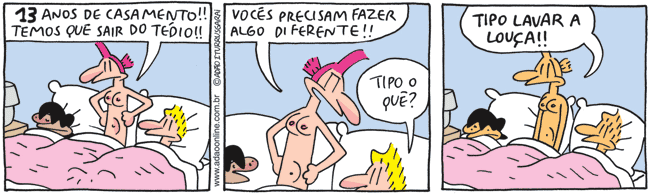 13 ANOS DE CASAMENTO!!
TEMOS QUE SAIR DO TÉDIO!!
www.adaoonline.com.br
© ADÃO ITURRUSGARAI
VOCÊS PRECISAM FAZER
ALGO DIFERENTE!!
TIPO O
QUÊ?
TIPO LAVAR A
LOUÇA!!